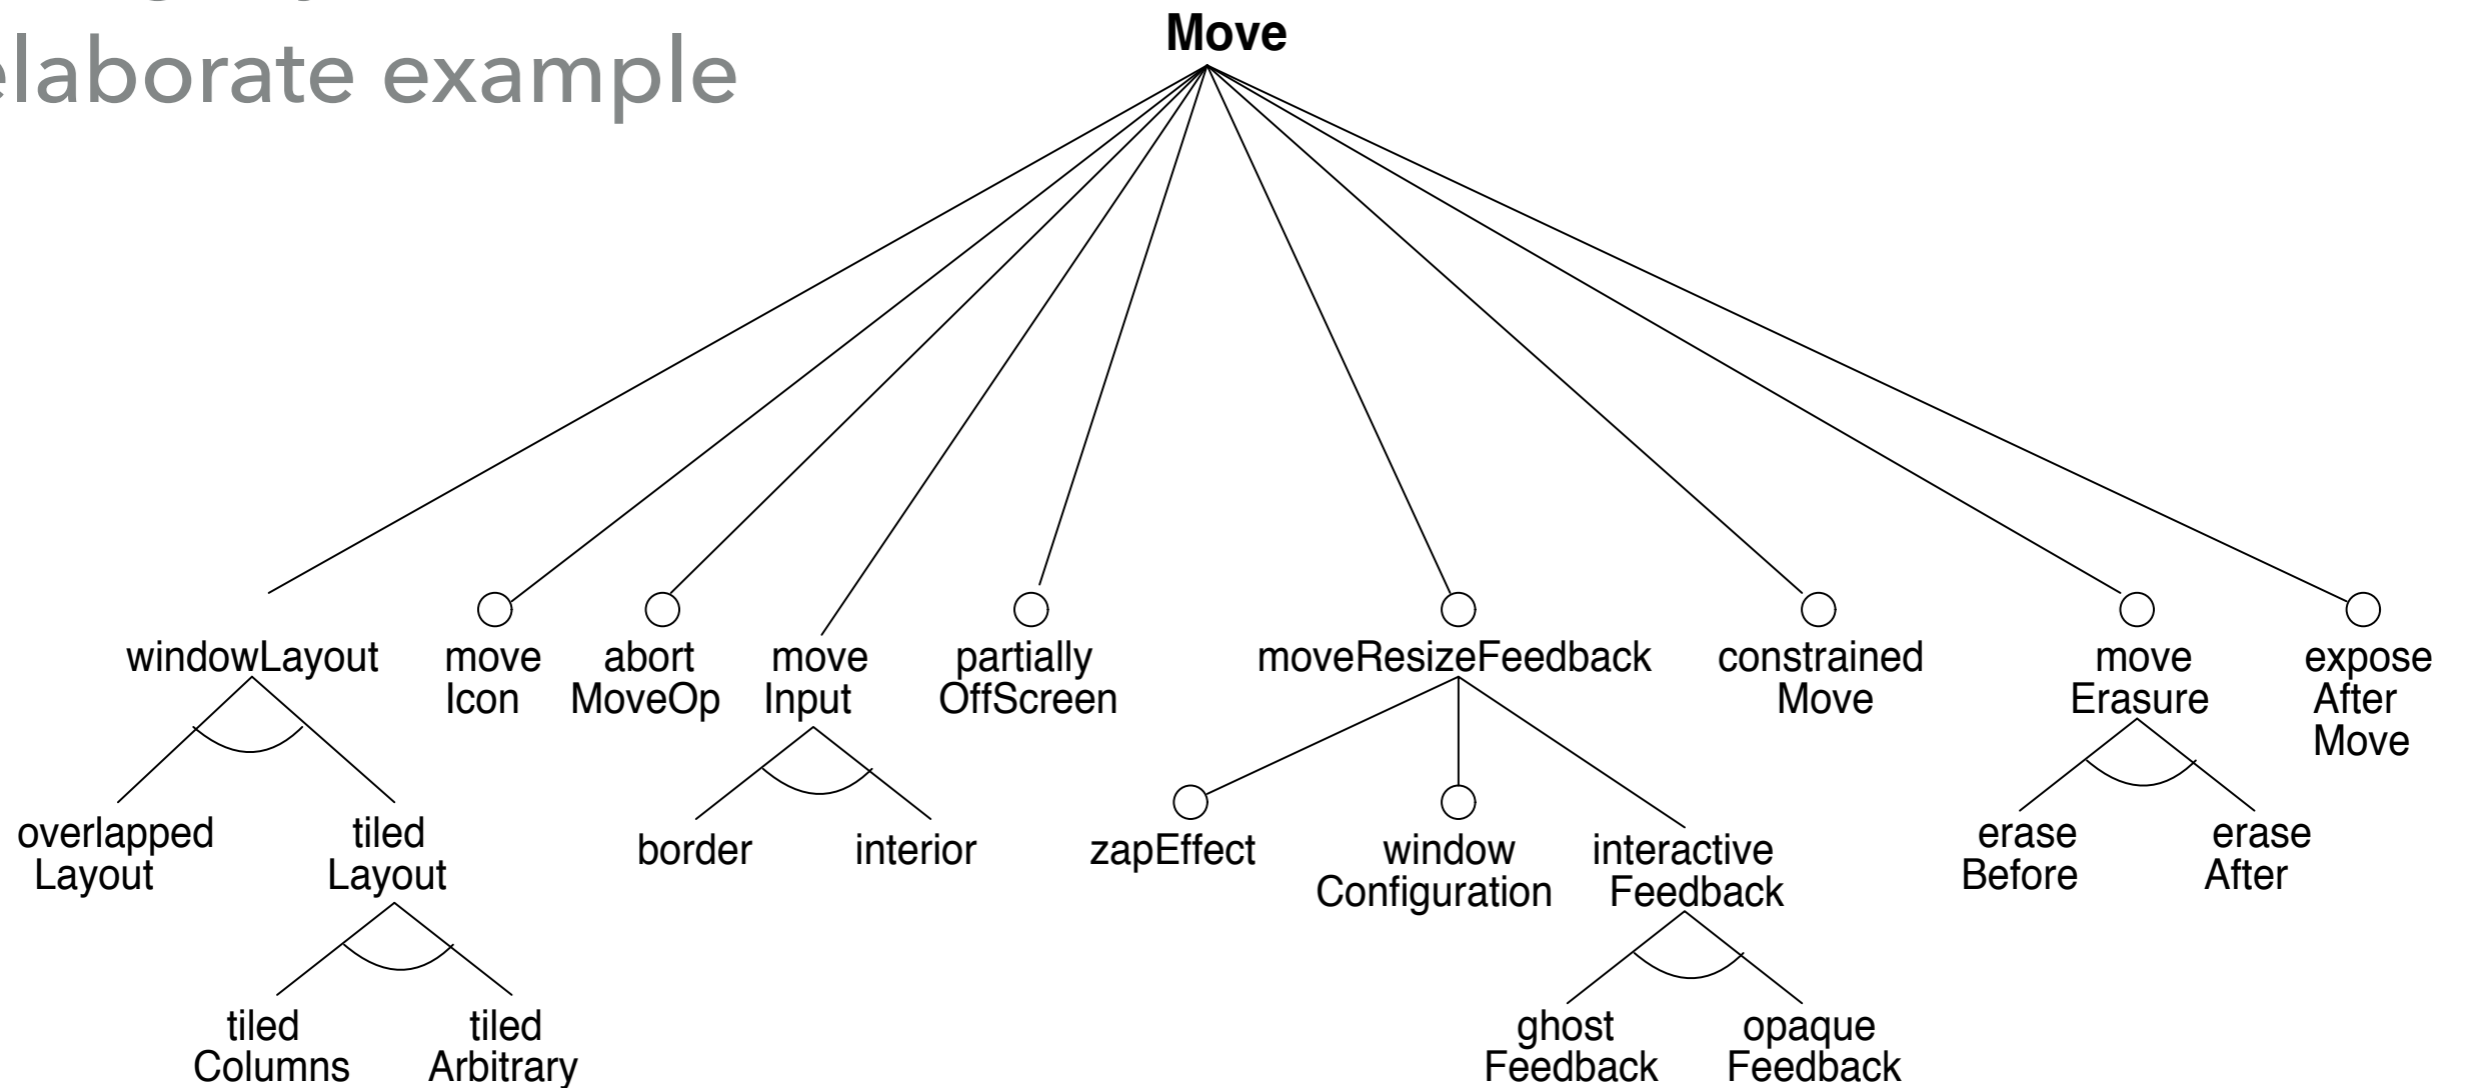 Move
elaborate example
windowLayout
move
Icon
abort
MoveOp
move
Input
partially
OffScreen
moveResizeFeedback
constrained
Move
move
Erasure
expose
After
Move
overlapped
Layout
tiled
Layout
border
interior
zapEffect
window
Configuration
interactive
Feedback
erase
Before
erase
After
tiled
Columns
tiled
Arbitrary
ghost
Feedback
opaque
Feedback